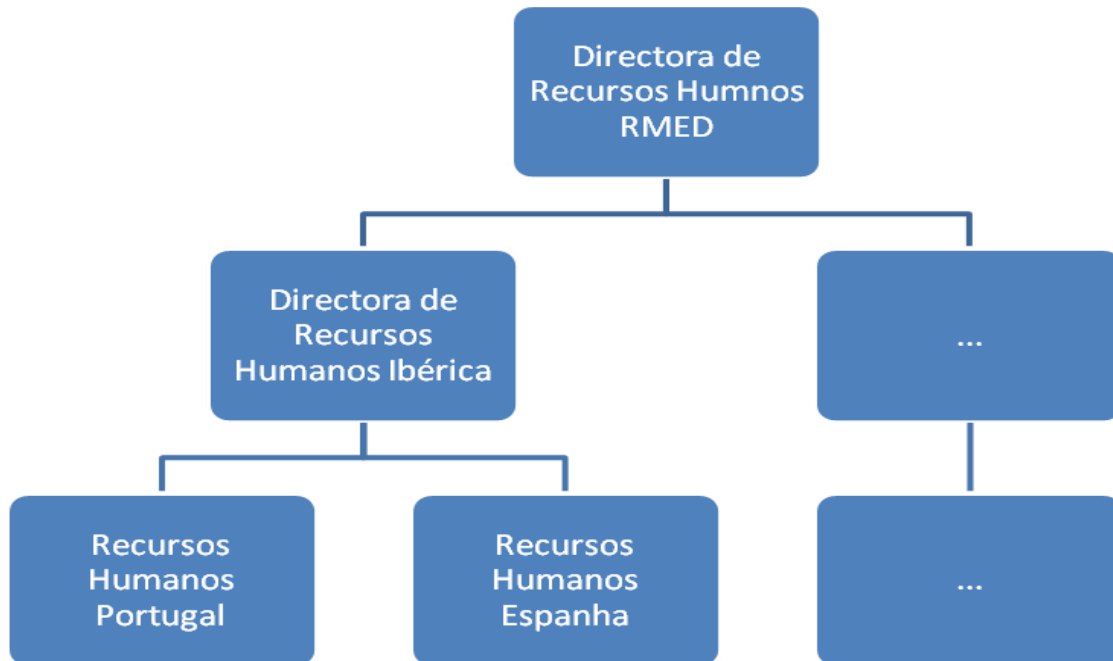 Directora de
Recursos Humnos
RMED
Directora de
Recursos
Humanos Ibérica
...
Recursos
Humanos
Portugal
Recursos
Humanos
Espanha
...